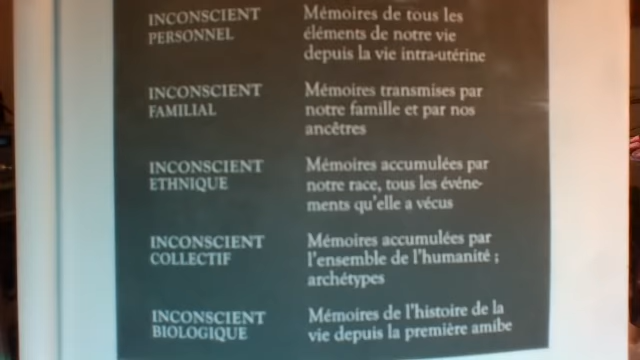 INCONSCIENT
PERSONNEL
Mémoires de tous les
éléments de notre vie
depuis la vie intra-utérine
INCONSCIENT
FAMILIAL
Mémoires transmises par
notre famille et par nos
ancêtres
INCONSCIENT
ETHNIQUE
Mémoires accumulées par
notre race, tous les événe-
ments qu'elle a vécus
INCONSCIENT
COLLECTIF
Mémoires accumulées par
l'ensemble de l'humanité ;
archétypes
INCONSCIENT
BIOLOGIQUE
Mémoires de l'histoire de la
vie depuis la première amibe